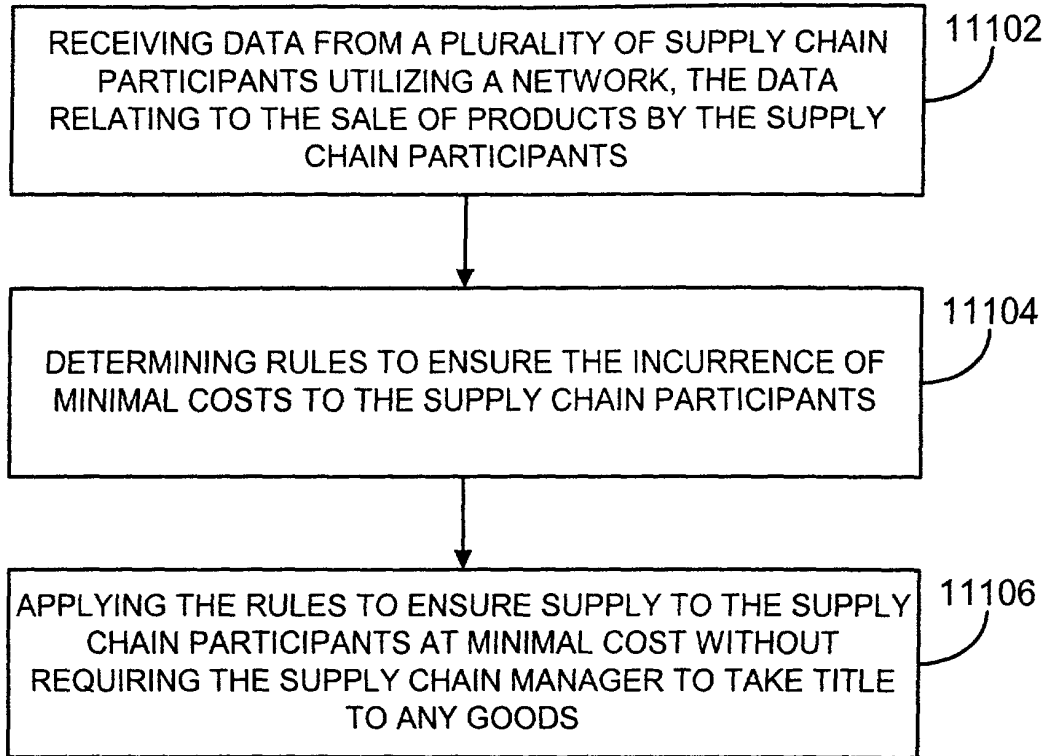 RECEIVING DATA FROM A PLURALITY OF SUPPLY CHAIN
PARTICIPANTS UTILIZING A NETWORK, THE DATA
RELATING TO THE SALE OF PRODUCTS BY THE SUPPLY
CHAIN PARTICIPANTS
11102
DETERMINING RULES TO ENSURE THE INCURRENCE OF
MINIMAL COSTS TO THE SUPPLY CHAIN PARTICIPANTS
11104
APPLYING THE RULES TO ENSURE SUPPLY TO THE SUPPLY
CHAIN PARTICIPANTS AT MINIMAL COST WITHOUT
REQUIRING THE SUPPLY CHAIN MANAGER TO TAKE TITLE
TO ANY GOODS
11106